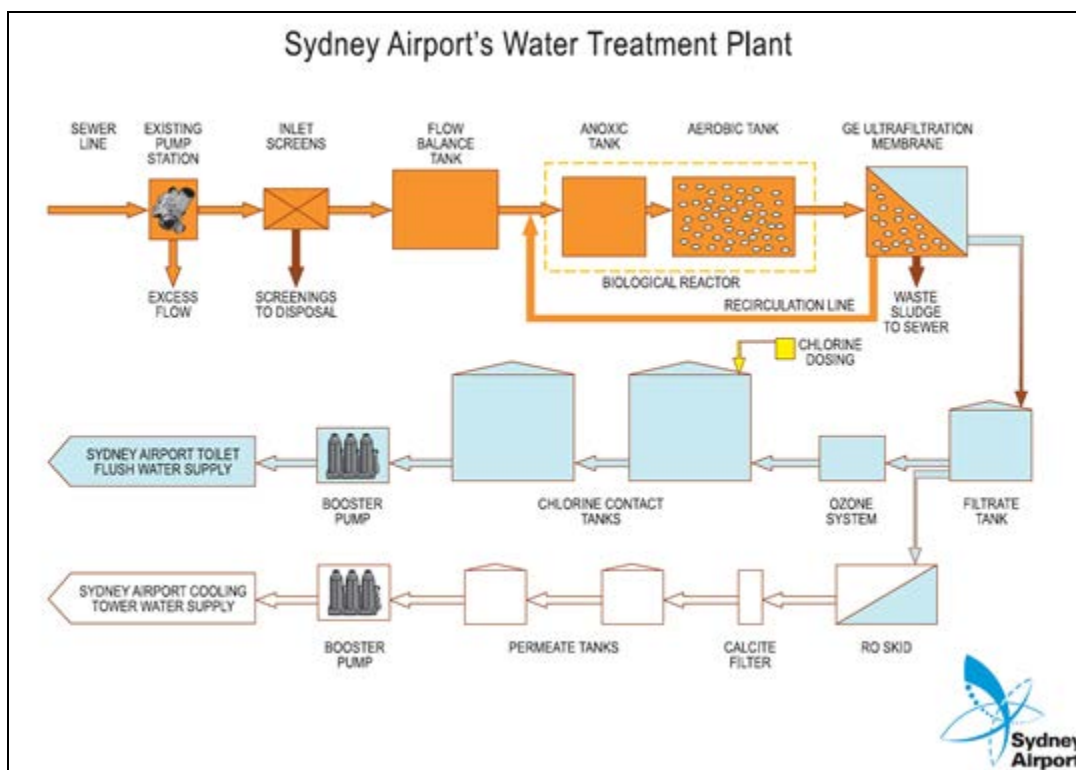 Sydney Airport's Water Treatment Plant
SEWER
LINE
EXISTING
PUMP
STATION
INLET
SCREENS
FLOW
BALANCE
TANK
ANOXIC
TANK
AEROBIC TANK
GE ULTRAFILTRATION
MEMBRANE
EXCESS
FLOW
SCREENINGS
TO DISPOSAL
BIOLOGICAL REACTOR
RECIRCULATION LINE
WASTE
SLUDGE
TO SEWER
CHLORINE
DOSING
SYDNEY AIRPORT TOILET
FLUSH WATER SUPPLY
BOOSTER
PUMP
CHLORINE CONTACT
TANKS
OZONE
SYSTEM
FILTRATE
TANK
SYDNEY AIRPORT COOLING
TOWER WATER SUPPLY
BOOSTER
PUMP
PERMEATE TANKS
CALCITE
FILTER
RO SKID
Sydney
Airport